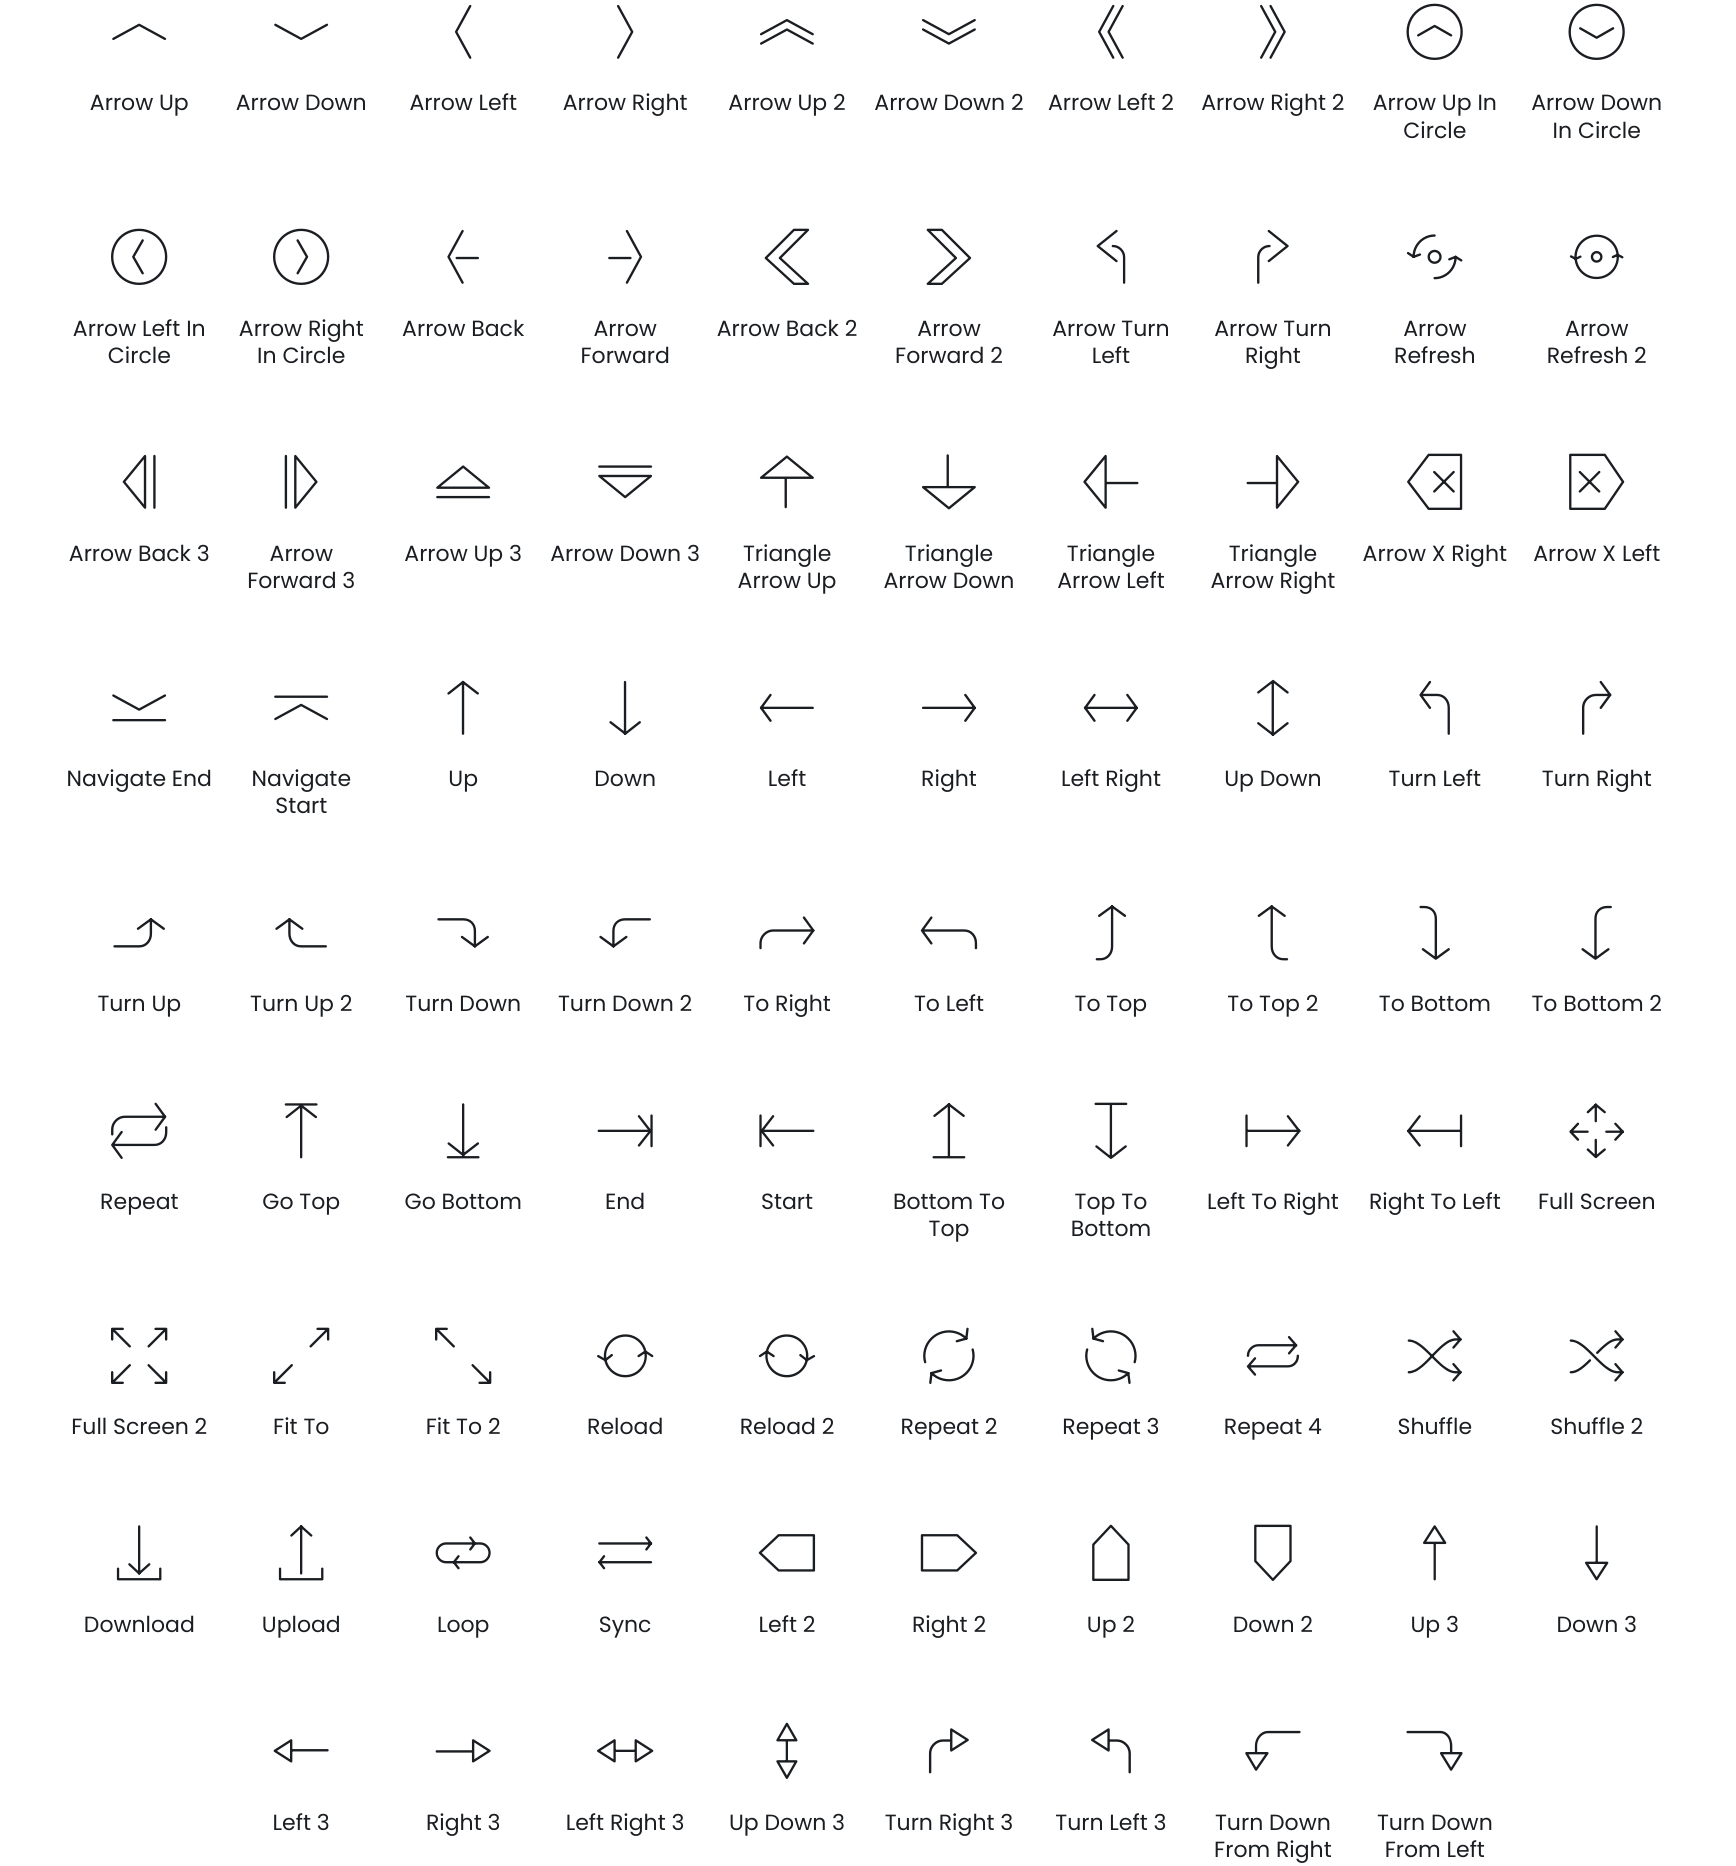 Arrow Up Arrow Down Arrow Left Arrow Right Arrow Up 2 Arrow Down 2 Arrow Left 2 Arrow Right 2 Arrow Up In Arrow Down
Circle In Circle
Arrow Left In Arrow Right Arrow Back Arrow Arrow Back 2 Arrow Arrow Turn Arrow Turn Arrow Arrow
Circle In Circle Forward Forward 2 Left Right Refresh Refresh 2
Arrow Back 3 Arrow Arrow Up 3 Arrow Down 3 Triangle Triangle Triangle Triangle Arrow X Right Arrow X Left
Forward 3 Arrow Up Arrow Down Arrow Left Arrow Right
Navigate End Navigate Up Down Left Right Left Right Up Down Turn Left Turn Right
Start
Turn Up Turn Up 2 Turn Down Turn Down 2 To Right To Left To Top To Top 2 To Bottom To Bottom 2
Repeat Go Top Go Bottom End Start Bottom To Top To Left To Right Right To Left Full Screen
Top Bottom
Full Screen 2 Fit To Fit To 2 Reload Reload 2 Repeat 2 Repeat 3 Repeat 4 Shuffle Shuffle 2
Download Upload Loop Sync Left 2 Right 2 Up 2 Down 2 Up 3 Down 3
Left 3 Right 3 Left Right 3 Up Down 3 Turn Right 3 Turn Left 3 Turn Down Turn Down
From Right From Left